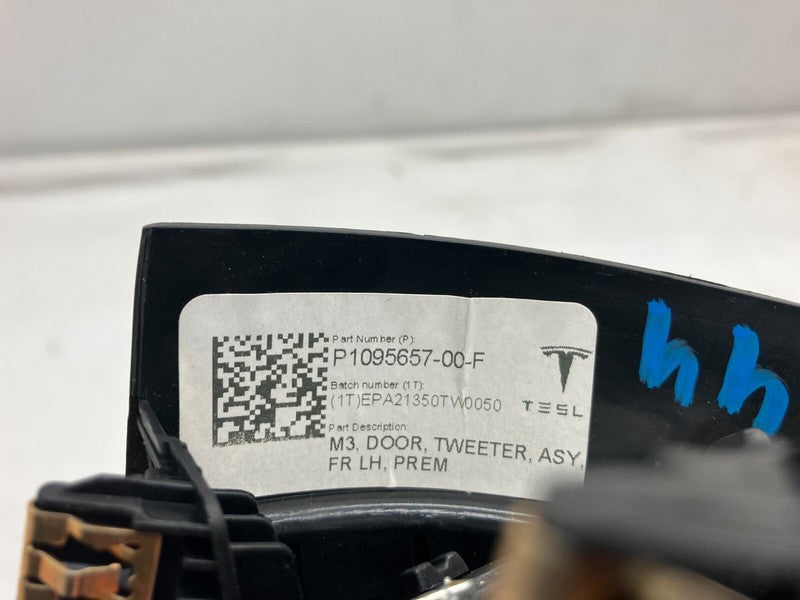 Part Number (P):
P1095657-00-F
Batch number (1T):
(1T)EPA21350TW0050
TESL
Part Description:
M3, DOOR, TWEETER, ASY,
FR LH, PREM
44